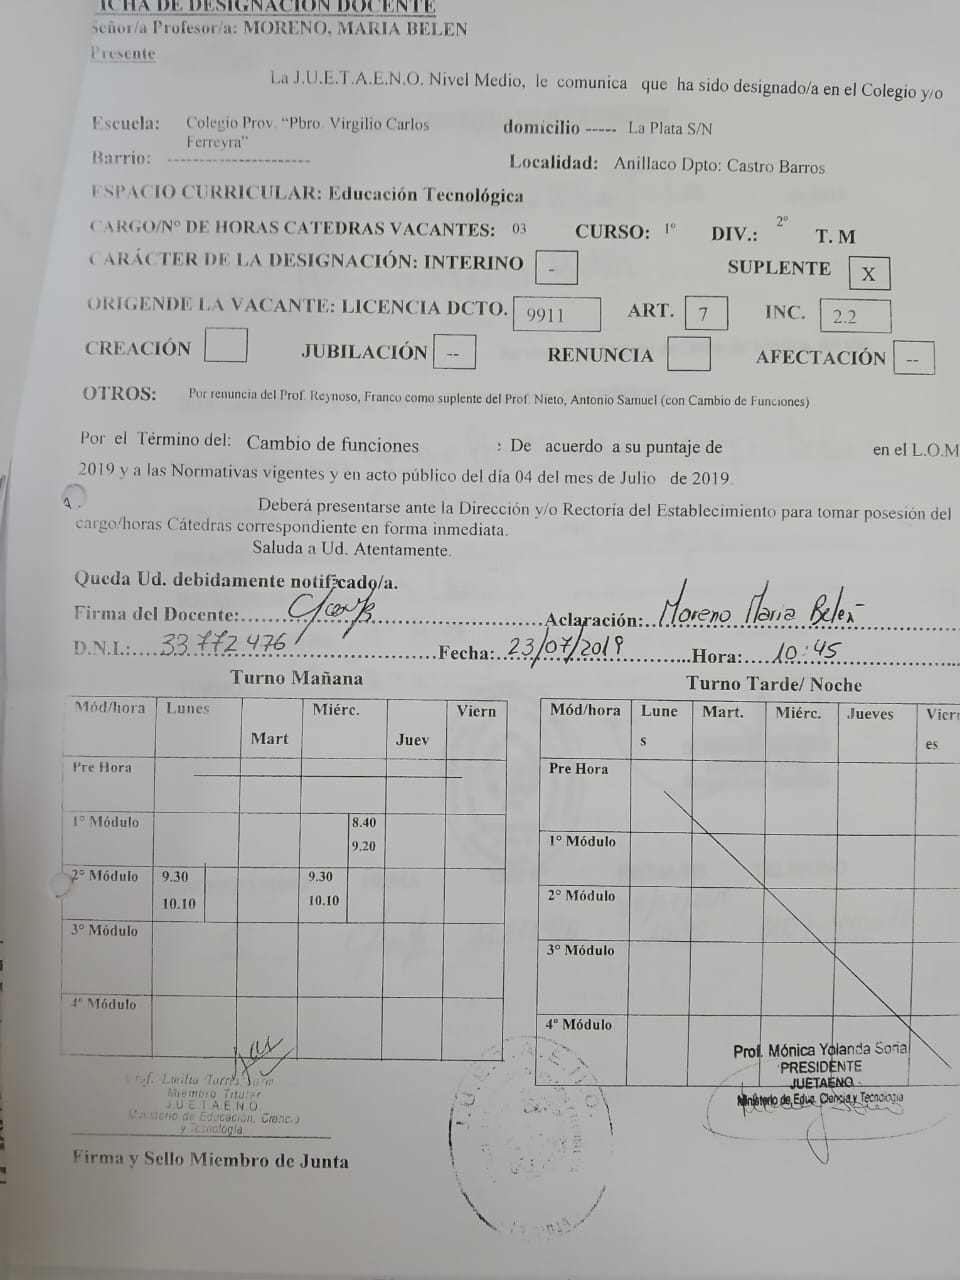 FICHA DE DESIGNACIÓN DOCENTE
Señor/a Profesor/a: MORENO, MARIA BELEN
Presente
La J.U.E.T.A.E.N.O. Nivel Medio, le comunica que ha sido designado/a en el Colegio y/o
Escuela: Colegio Prov. “Pbro. Virgilio Carlos Ferreyra” domicilio ----- La Plata S/N
Barrio: --------------------- Localidad: Anillaco Dpto: Castro Barros
ESPACIO CURRICULAR: Educación Tecnológica
CARGO/Nº DE HORAS CATEDRAS VACANTES: 03 CURSO: 1º DIV.: 2º T. M
CARÁCTER DE LA DESIGNACIÓN: INTERINO - SUPLENTE X
ORIGENDE LA VACANTE: LICENCIA DCTO. 9911 ART. 7 INC. 2.2
CREACIÓN JUBILACIÓN -- RENUNCIA AFECTACIÓN --
OTROS: Por renuncia del Prof. Reynoso, Franco como suplente del Prof. Nieto, Antonio Samuel (con Cambio de Funciones)
Por el Término del: Cambio de funciones : De acuerdo a su puntaje de en el L.O.M
2019 y a las Normativas vigentes y en acto público del día 04 del mes de Julio de 2019.
Deberá presentarse ante la Dirección y/o Rectoría del Establecimiento para tomar posesión del
cargo/horas Cátedras correspondiente en forma inmediata.
Saluda a Ud. Atentamente.
Queda Ud. debidamente notificado/a.
Firma del Docente: Aclaración: Moreno Maria Belén
D.N.I.: 33.772.476 Fecha: 23/07/2019 Hora: 10:45
Turno Mañana
Mód/hora Lunes Mart Miérc. Juev Viern
Pre Hora
1º Módulo 8.40
9.20
2º Módulo 9.30 9.30
10.10 10.10
3º Módulo
4º Módulo
Turno Tarde/ Noche
Mód/hora Lune Mart. Miérc. Jueves Viern
s es
Pre Hora
1º Módulo
2º Módulo
3º Módulo
4º Módulo
Prof. Emilia Torres
Miembro Titular
J.U.E.T.A.E.N.O.
Ministerio de Educación, Ciencia
y Tecnología
Firma y Sello Miembro de Junta
Prof. Mónica Yolanda Soria
PRESIDENTE
JUETAENO
Ministerio de Educ. Ciencia y Tecnología